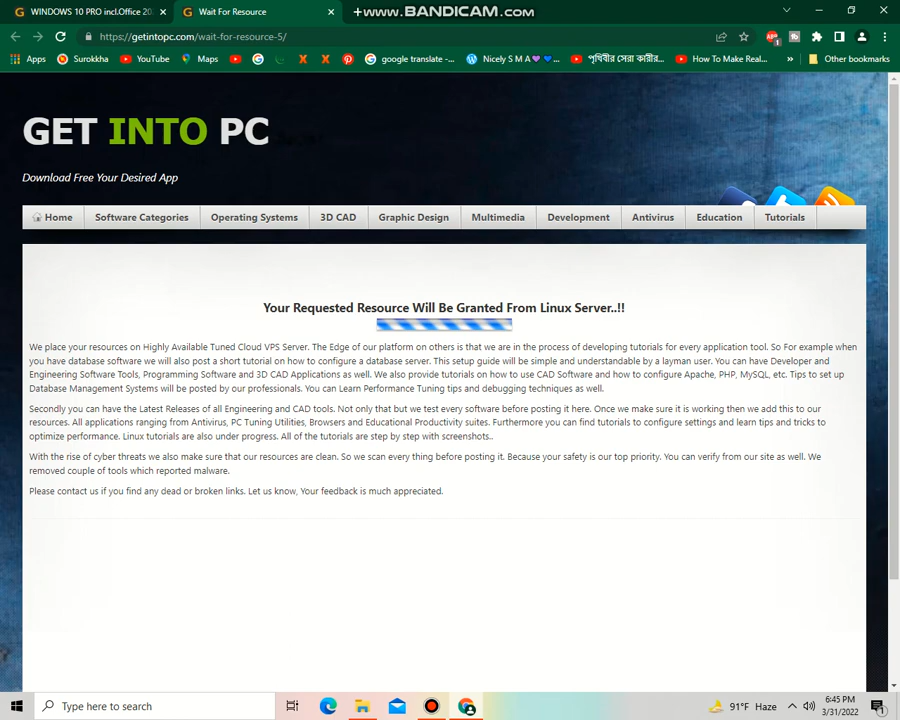 WINDOWS 10 PRO incl.Office 20
Wait For Resource
www.BANDICAM.com
https://getintopc.com/wait-for-resource-5/
Apps
Surokkha
YouTube
Maps
google translate -...
Nicely S M A💜💙...
পৃথিবীর সেরা কারীর...
How To Make Real...
»
Other bookmarks
GET INTO PC
Download Free Your Desired App
Home
Software Categories
Operating Systems
3D CAD
Graphic Design
Multimedia
Development
Antivirus
Education
Tutorials
Your Requested Resource Will Be Granted From Linux Server..!!
We place your resources on Highly Available Tuned Cloud VPS Server. The Edge of our platform on others is that we are in the process of developing tutorials for every application tool. So For example when
you have database software we will also post a short tutorial on how to configure a database server. This setup guide will be simple and understandable by a layman user. You can have Developer and
Engineering Software Tools, Programming Software and 3D CAD Applications as well. We also provide tutorials on how to use CAD Software and how to configure Apache, PHP, MySQL, etc. Tips to set up
Database Management Systems will be posted by our professionals. You can Learn Performance Tuning tips and debugging techniques as well.
Secondly you can have the Latest Releases of all Engineering and CAD tools. Not only that but we test every software before posting it here. Once we make sure it is working then we add this to our
resources. All applications ranging from Antivirus, PC Tuning Utilities, Browsers and Educational Productivity suites. Furthermore you can find tutorials to configure settings and learn tips and tricks to
optimize performance. Linux tutorials are also under progress. All of the tutorials are step by step with screenshots..
With the rise of cyber threats we also make sure that our resources are clean. So we scan every thing before posting it. Because your safety is our top priority. You can verify from our site as well. We
removed couple of tools which reported malware.
Please contact us if you find any dead or broken links. Let us know, Your feedback is much appreciated.
Type here to search
91°F Haze
6:45 PM
3/31/2022